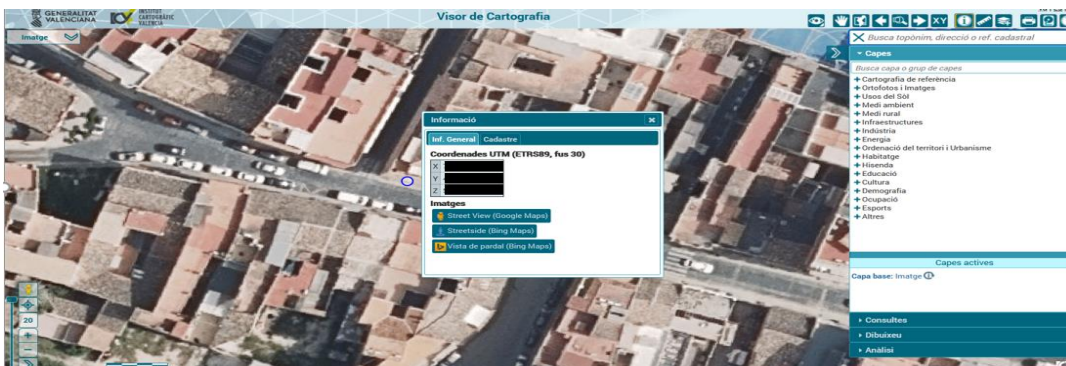 GENERALITAT
VALENCIANA
ICV
INSTITUT
CARTOGRÀFIC
VALENCIÀ
Visor de Cartografia
XY
Imatge
Busca topònim, direcció o ref. cadastral
Capes
Busca capa o grup de capes
Cartografia de referència
Ortofotos i Imatges
Usos del Sòl
Medi ambient
Medi rural
Infraestructures
Indústria
Energia
Ordenació del territori i Urbanisme
Habitatge
Hisenda
Educació
Cultura
Demografia
Ocupació
Esports
Altres
Capes actives
Capa base: Imatge
Consultes
Dibuixeu
Anàlisi
Informació
Inf. General Cadastre
Coordenades UTM (ETRS89, fus 30)
X
Y
Z
Imatges
Street View (Google Maps)
Streetside (Bing Maps)
Vista de pardal (Bing Maps)
20